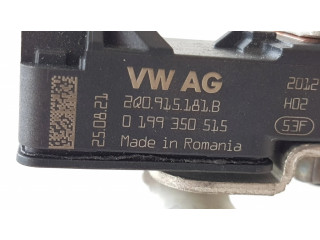 VW AG
2Q0.915.181.B
0 199 350 515
Made in Romania
25.08.21
2012
H02
53F